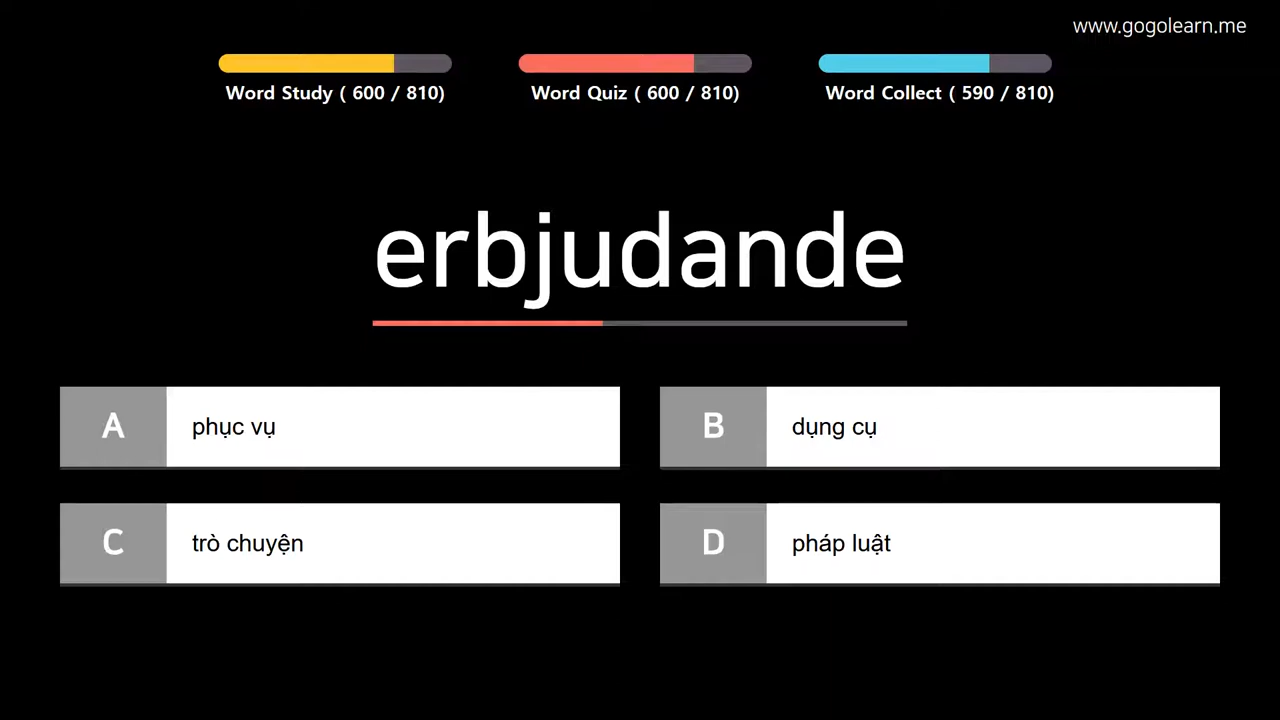 www.gogolearn.me
Word Study ( 600 / 810)
Word Quiz ( 600 / 810)
Word Collect ( 590 / 810)
erbjudande
A phục vụ
B dụng cụ
C trò chuyện
D pháp luật